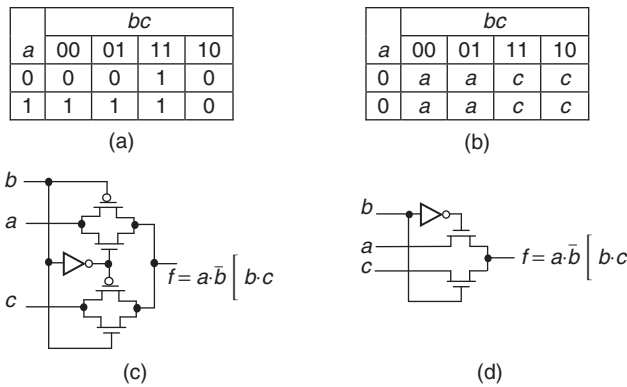 bc
a 00 01 11 10
0 0 0 1 0
1 1 1 1 0
(a)
bc
a 00 01 11 10
0 a a c c
0 a a c c
(b)
b
a
c
f = a·b̄ [ b·c
(c)
b
a
c
f = a·b̄ [ b·c
(d)